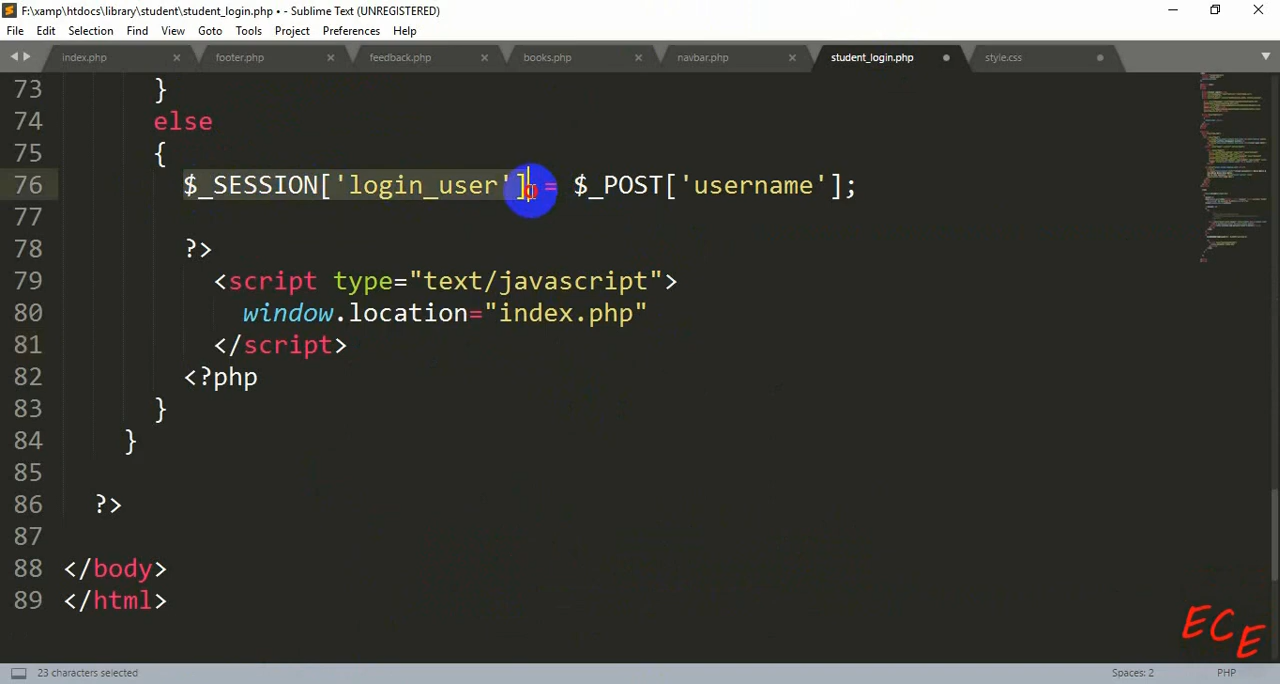 F:\xamp\htdocs\library\student\student_login.php • - Sublime Text (UNREGISTERED)
File Edit Selection Find View Goto Tools Project Preferences Help
index.php footer.php feedback.php books.php navbar.php student_login.php style.css
73 }
74 else
75 {
76 $_SESSION['login_user'] = $_POST['username'];
77
78 ?>
79 <script type="text/javascript">
80 window.location="index.php"
81 </script>
82 <?php
83 }
84 }
85
86 ?>
87
88 </body>
89 </html>
ECE
23 characters selected Spaces: 2 PHP